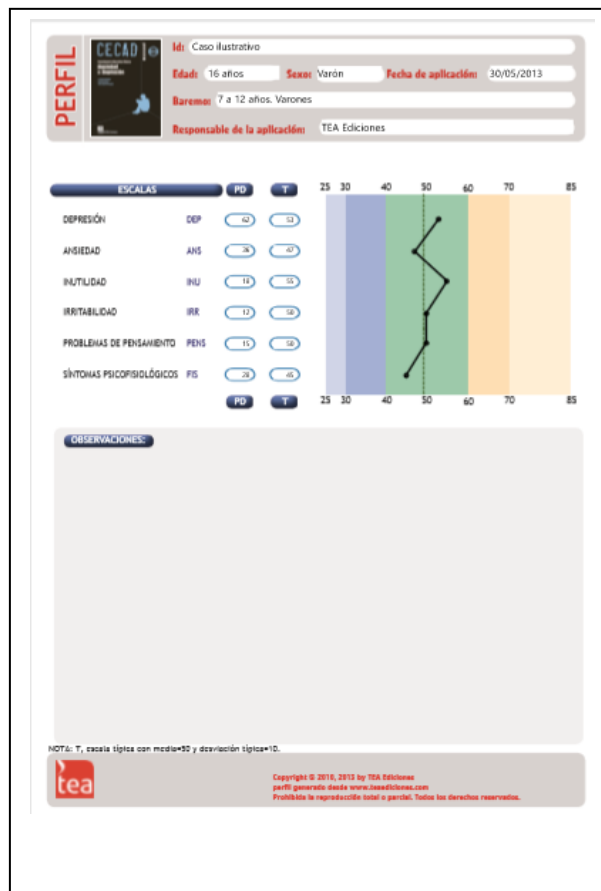 PERFIL
CECAD
Id: Caso ilustrativo
Edad: 16 años Sexo: Varón Fecha de aplicación: 30/05/2013
Baremo: 7 a 12 años. Varones
Responsable de la aplicación: TEA Ediciones
ESCALAS PD T 25 30 40 50 60 70 85
DEPRESIÓN DEP 62 53
ANSIEDAD ANS 26 47
INUTILIDAD INU 18 55
IRRITABILIDAD IRR 12 50
PROBLEMAS DE PENSAMIENTO PENS 15 50
SÍNTOMAS PSICOFISIOLÓGICOS FIS 28 45
PD T 25 30 40 50 60 70 85
OBSERVACIONES:
NOTA: T, escala típica con media=50 y desviación típica=10.
tea
Copyright © 2010, 2013 by TEA Ediciones
perfil generado desde www.teaediciones.com
Prohibida la reproducción total o parcial. Todos los derechos reservados.